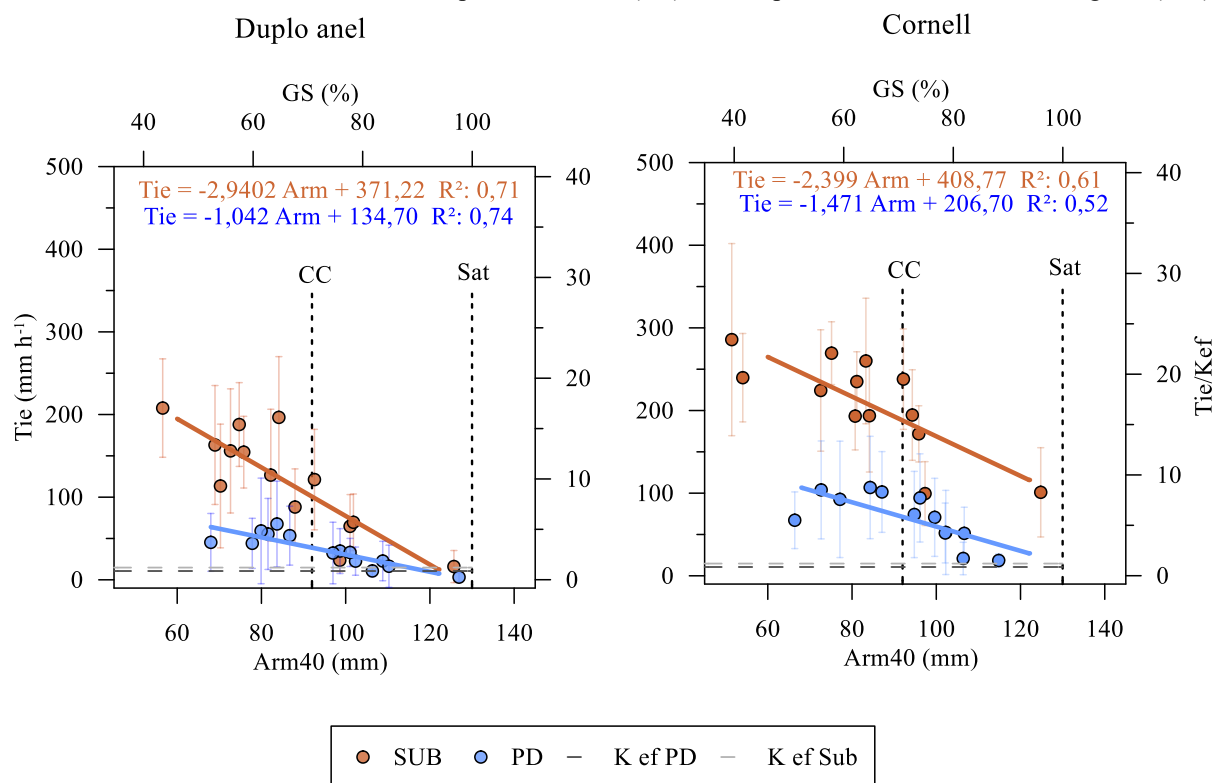 Duplo anel
GS (%)
40 60 80 100
500
400
300
200
100
0
Tie (mm h⁻¹)
Tie = -2,9402 Arm + 371,22 R²: 0,71
Tie = -1,042 Arm + 134,70 R²: 0,74
CC
Sat
40
30
20
10
0
60 80 100 120 140
Arm40 (mm)
Cornell
GS (%)
40 60 80 100
500
400
300
200
100
0
Tie = -2,399 Arm + 408,77 R²: 0,61
Tie = -1,471 Arm + 206,70 R²: 0,52
CC
Sat
40
30
20
10
0
Tie/Kef
60 80 100 120 140
Arm40 (mm)
SUB PD K ef PD K ef Sub